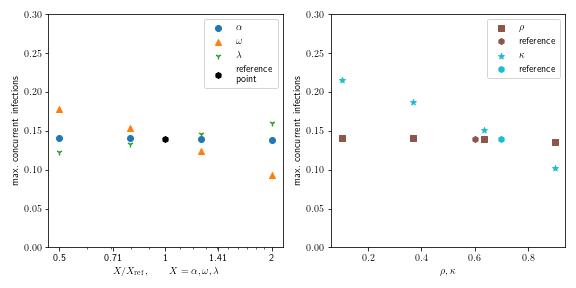 0.30
0.25
0.20
0.15
0.10
0.05
0.00
max. concurrent infections
α
ω
λ
reference
point
0.5
0.71
1
1.41
2
X/X_ref,    X = α, ω, λ
0.30
0.25
0.20
0.15
0.10
0.05
0.00
max. concurrent infections
ρ
reference
κ
reference
0.2
0.4
0.6
0.8
ρ, κ